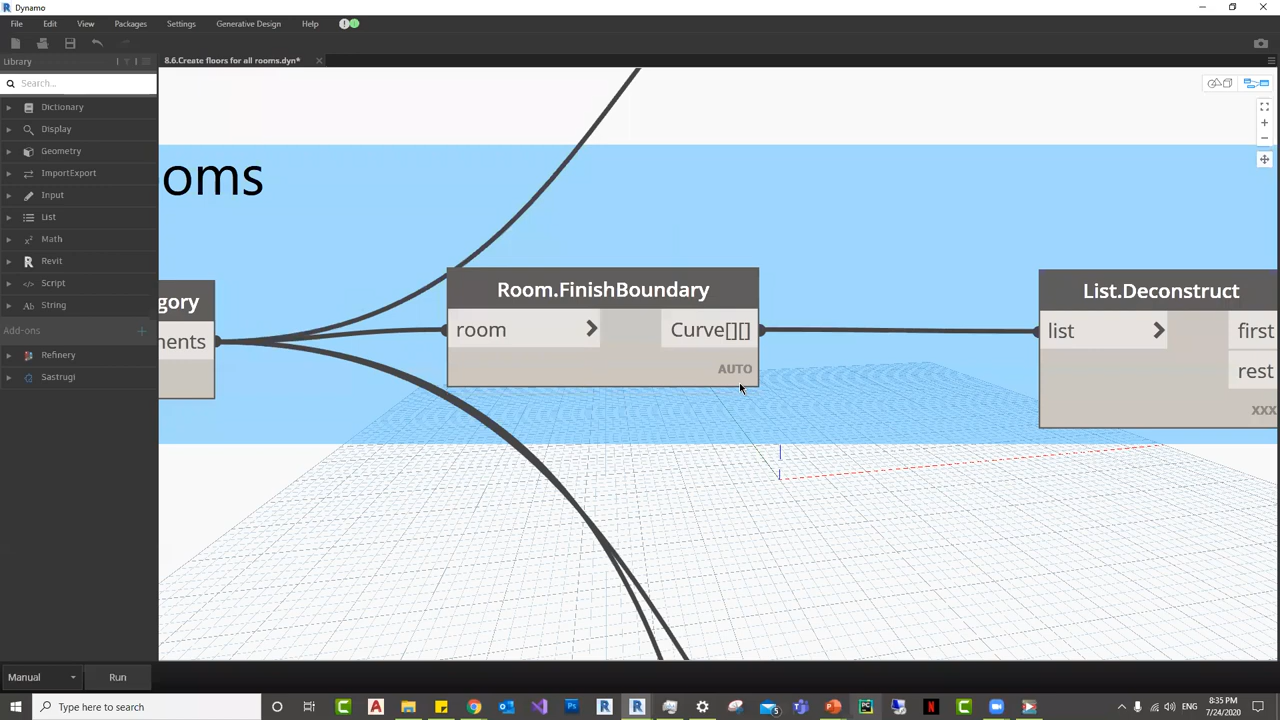 Dynamo
File Edit View Packages Settings Generative Design Help
8.6.Create floors for all rooms.dyn*
Library
Search...
Dictionary
Display
Geometry
ImportExport
Input
List
Math
Revit
Script
String
Add-ons
Refinery
Sastrugi
ooms
gory
nents
Room.FinishBoundary
room Curve[][]
AUTO
List.Deconstruct
list first
rest
XXX
Manual Run
Type here to search
ENG
8:35 PM
7/24/2020